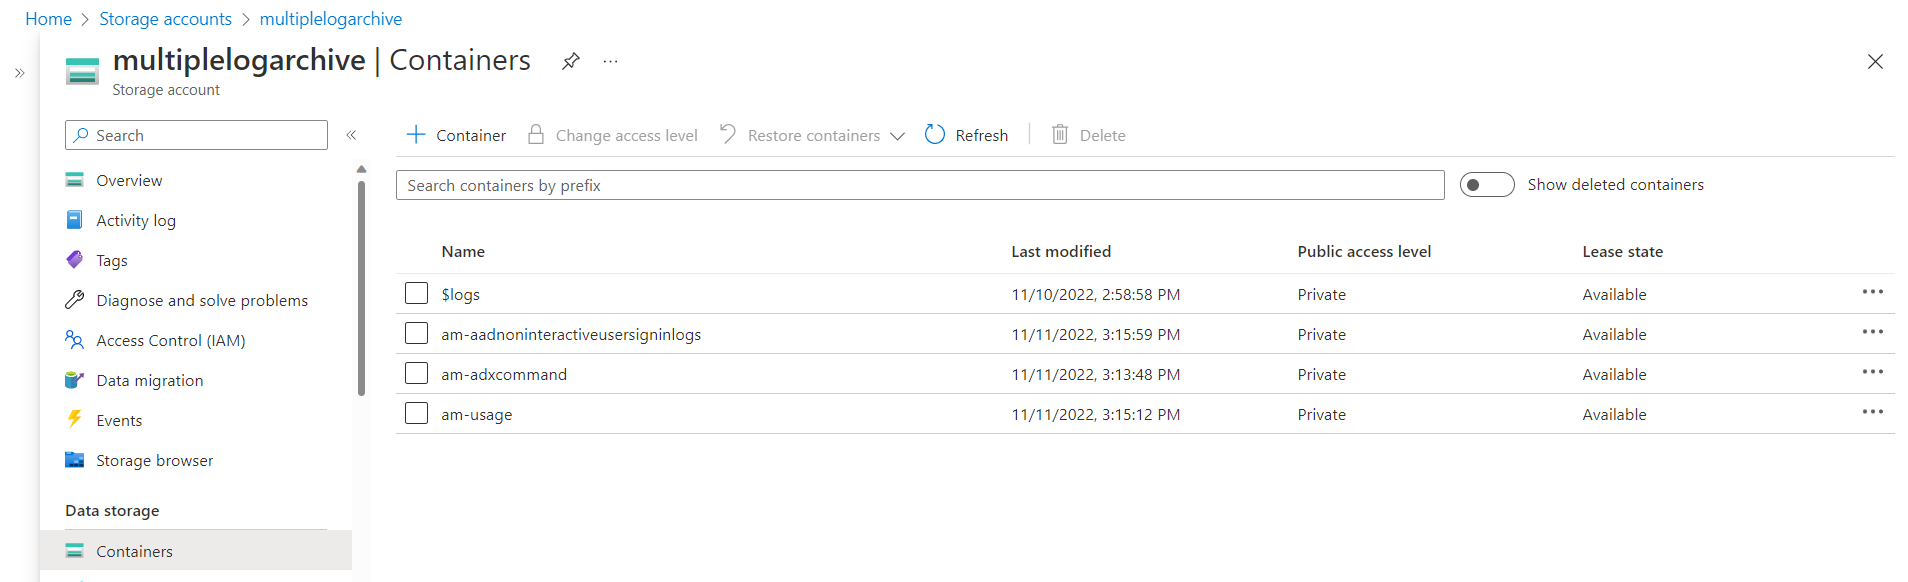 Home > Storage accounts > multiplelogarchive
multiplelogarchive | Containers
Storage account
Search
Overview
Activity log
Tags
Diagnose and solve problems
Access Control (IAM)
Data migration
Events
Storage browser
Data storage
Containers
Container Change access level Restore containers Refresh Delete
Search containers by prefix
Show deleted containers
Name Last modified Public access level Lease state
$logs 11/10/2022, 2:58:58 PM Private Available
am-aadnoninteractiveusersigninlogs 11/11/2022, 3:15:59 PM Private Available
am-adxcommand 11/11/2022, 3:13:48 PM Private Available
am-usage 11/11/2022, 3:15:12 PM Private Available